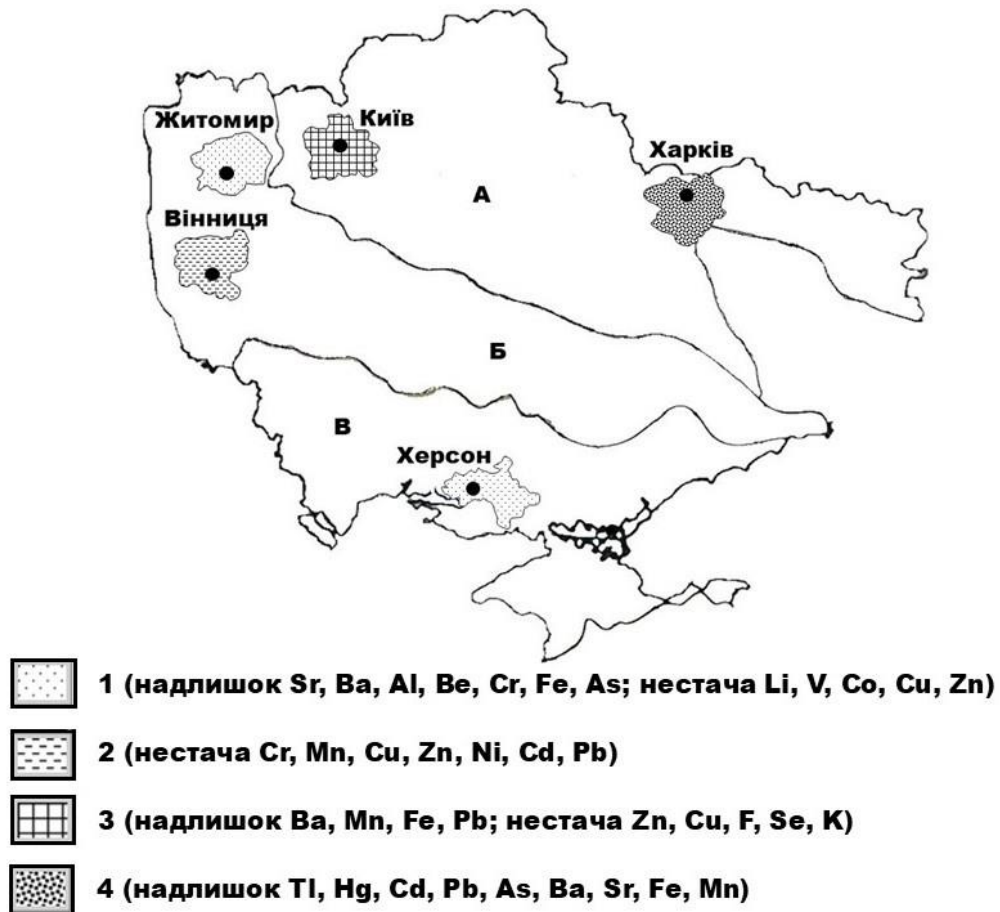 Житомир
Київ
Харків
А
Вінниця
Б
В
Херсон
1 (надлишок Sr, Ba, Al, Be, Cr, Fe, As; нестача Li, V, Co, Cu, Zn)
2 (нестача Cr, Mn, Cu, Zn, Ni, Cd, Pb)
3 (надлишок Ba, Mn, Fe, Pb; нестача Zn, Cu, F, Se, K)
4 (надлишок Tl, Hg, Cd, Pb, As, Ba, Sr, Fe, Mn)